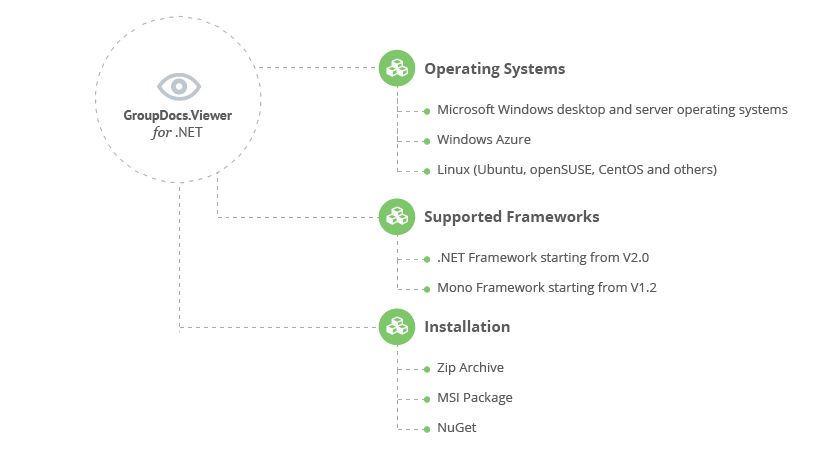 GroupDocs.Viewer
for .NET
Operating Systems
Microsoft Windows desktop and server operating systems
Windows Azure
Linux (Ubuntu, openSUSE, CentOS and others)
Supported Frameworks
.NET Framework starting from V2.0
Mono Framework starting from V1.2
Installation
Zip Archive
MSI Package
NuGet